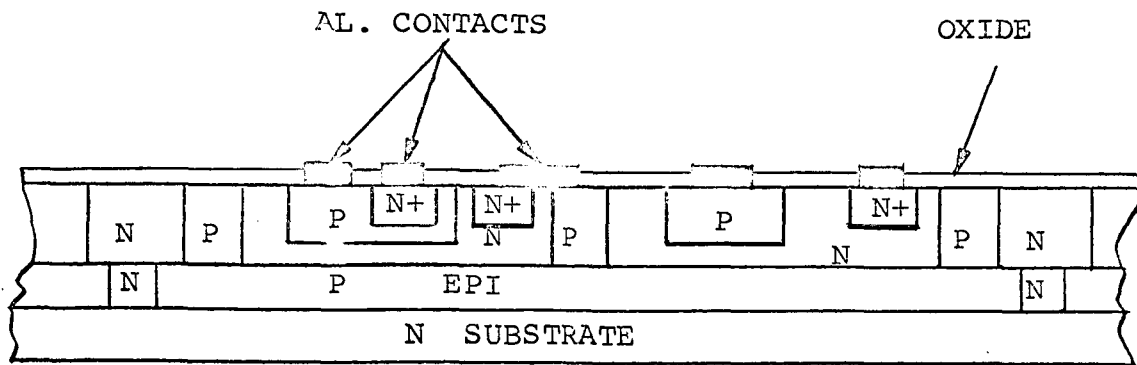 AL. CONTACTS OXIDE
P N+ N+ P N+
N P N P N P N
N P EPI N
N SUBSTRATE